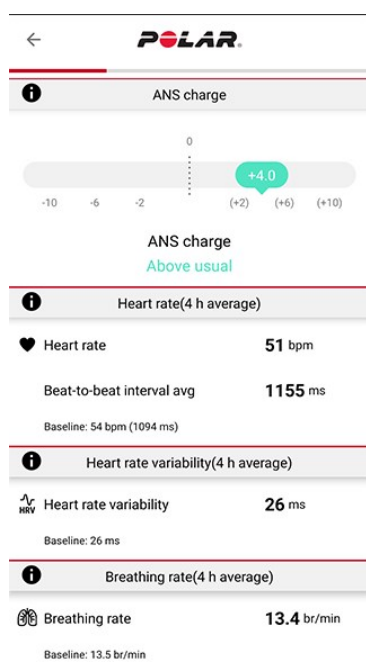 POLAR.
ANS charge
0
+4.0
-10 -6 -2 (+2) (+6) (+10)
ANS charge
Above usual
Heart rate(4 h average)
Heart rate 51 bpm
Beat-to-beat interval avg 1155 ms
Baseline: 54 bpm (1094 ms)
Heart rate variability(4 h average)
HRV Heart rate variability 26 ms
Baseline: 26 ms
Breathing rate(4 h average)
Breathing rate 13.4 br/min
Baseline: 13.5 br/min